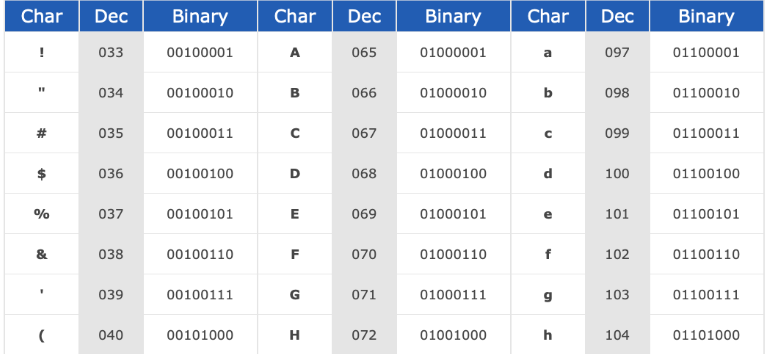 Char Dec Binary Char Dec Binary Char Dec Binary
! 033 00100001 A 065 01000001 a 097 01100001
" 034 00100010 B 066 01000010 b 098 01100010
# 035 00100011 C 067 01000011 c 099 01100011
$ 036 00100100 D 068 01000100 d 100 01100100
% 037 00100101 E 069 01000101 e 101 01100101
& 038 00100110 F 070 01000110 f 102 01100110
' 039 00100111 G 071 01000111 g 103 01100111
( 040 00101000 H 072 01001000 h 104 01101000